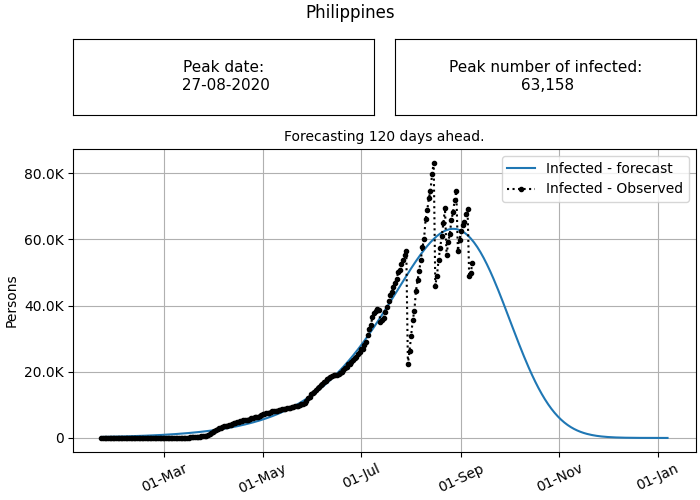 Philippines
Peak date:
27-08-2020
Peak number of infected:
63,158
Forecasting 120 days ahead.
Infected - forecast
Infected - Observed
80.0K
60.0K
40.0K
20.0K
0
Persons
01-Mar
01-May
01-Jul
01-Sep
01-Nov
01-Jan